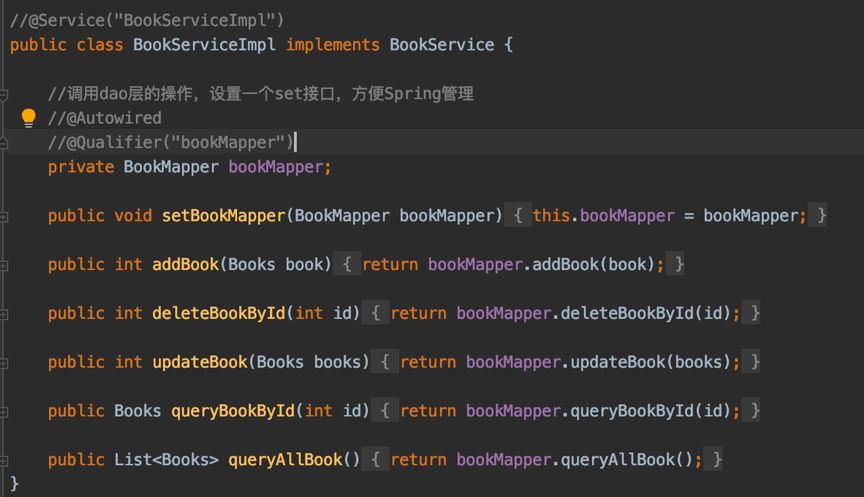 //@Service("BookServiceImpl")
public class BookServiceImpl implements BookService {
//调用dao层的操作，设置一个set接口，方便Spring管理
//@Autowired
//@Qualifier("bookMapper")
private BookMapper bookMapper;
public void setBookMapper(BookMapper bookMapper) { this.bookMapper = bookMapper; }
public int addBook(Books book) { return bookMapper.addBook(book); }
public int deleteBookById(int id) { return bookMapper.deleteBookById(id); }
public int updateBook(Books books) { return bookMapper.updateBook(books); }
public Books queryBookById(int id) { return bookMapper.queryBookById(id); }
public List<Books> queryAllBook() { return bookMapper.queryAllBook(); }
}